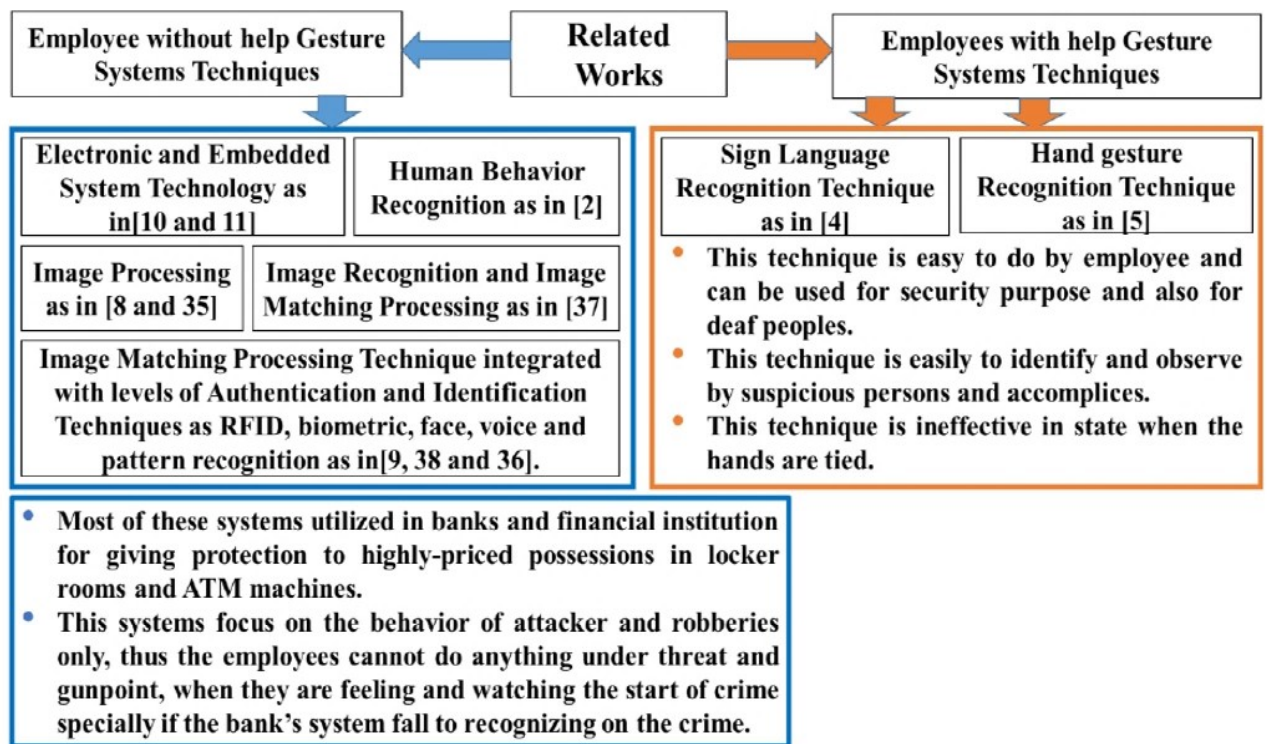 Employee without help Gesture
Systems Techniques
Related
Works
Employees with help Gesture
Systems Techniques
Electronic and Embedded
System Technology as
in[10 and 11]
Human Behavior
Recognition as in [2]
Image Processing
as in [8 and 35]
Image Recognition and Image
Matching Processing as in [37]
Image Matching Processing Technique integrated
with levels of Authentication and Identification
Techniques as RFID, biometric, face, voice and
pattern recognition as in[9, 38 and 36].
Sign Language
Recognition Technique
as in [4]
Hand gesture
Recognition Technique
as in [5]
• This technique is easy to do by employee and
can be used for security purpose and also for
deaf peoples.
• This technique is easily to identify and observe
by suspicious persons and accomplices.
• This technique is ineffective in state when the
hands are tied.
• Most of these systems utilized in banks and financial institution
for giving protection to highly-priced possessions in locker
rooms and ATM machines.
• This systems focus on the behavior of attacker and robberies
only, thus the employees cannot do anything under threat and
gunpoint, when they are feeling and watching the start of crime
specially if the bank's system fall to recognizing on the crime.